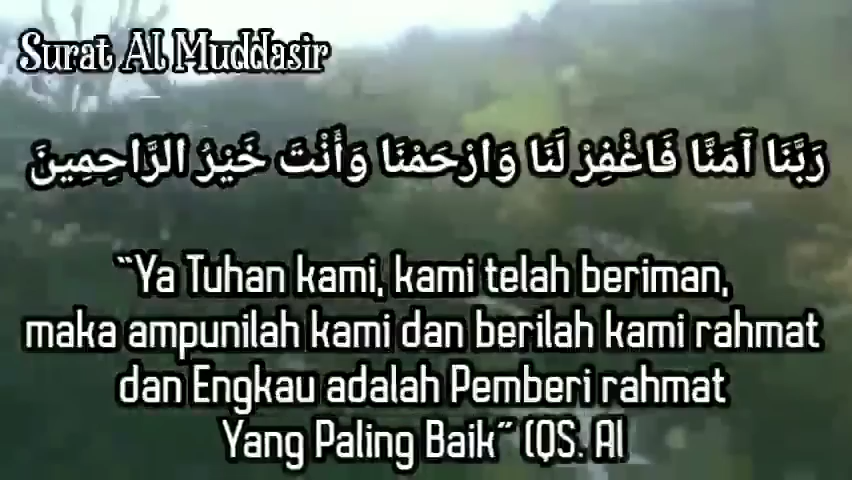 Surat Al Muddasir
رَبَّنَا آمَنَّا فَاغْفِرْ لَنَا وَارْحَمْنَا وَأَنْتَ خَيْرُ الرَّاحِمِينَ
“Ya Tuhan kami, kami telah beriman,
maka ampunilah kami dan berilah kami rahmat
dan Engkau adalah Pemberi rahmat
Yang Paling Baik” (QS. Al